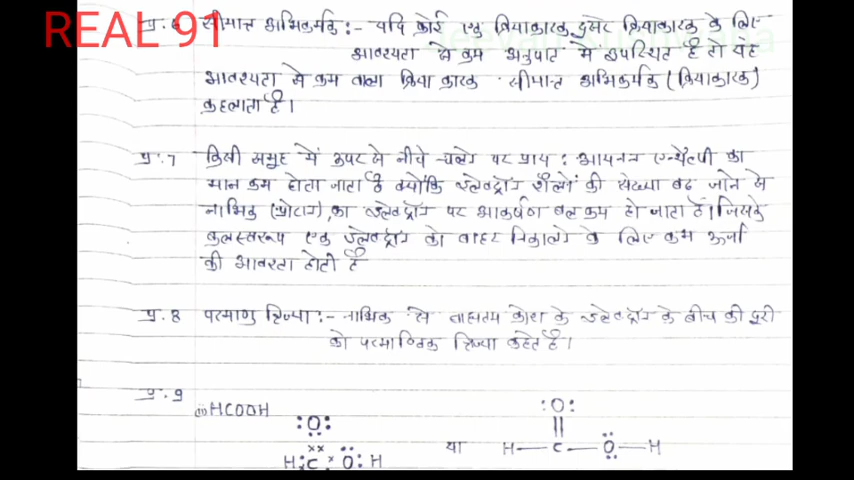 REAL 91
प्र. 6 सीमान्त अभिकर्मक :- यदि कोई एक क्रियाकारक दुसरे क्रियाकारक के लिए
आवश्यता से कम अनुपात में उपस्थित है तो वह
आवश्यता से कम वाला क्रिया कारक सीमान्त अभिकर्मक (क्रियाकारक)
कहलाता है।
प्र. 7 किसी समुह में ऊपर से नीचे चलने पर प्राय : आयनन एन्थैल्पी का
मान कम होता जाता है क्योंकि इलेक्ट्रॉन शैलों की संख्या बढ़ जाने से
नाभिक (प्रोटान) का इलेक्ट्रॉन पर आकर्षण बल कम हो जाता है। जिसके
फलस्वरूप एक इलेक्ट्रॉन को बाहर निकालने के लिए कम ऊर्जा
की आवश्यता होती है
प्र. 8 परमाणु त्रिज्या :- नाभिक से बाह्यतम कोश के इलेक्ट्रॉन के बीच की दूरी
को परमाण्विक त्रिज्या कहते है।
प्र. 9
HCOOH
:O: :O:
H:C × O: H या H — C — O — H